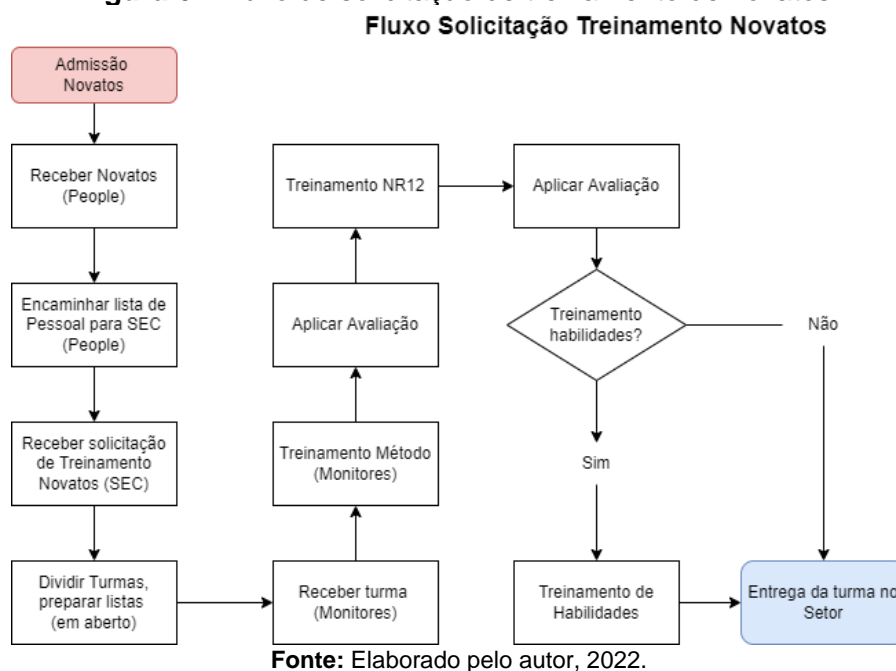 Fluxo Solicitação Treinamento Novatos
Admissão
Novatos
Receber Novatos
(People)
Encaminhar lista de
Pessoal para SEC
(People)
Receber solicitação
de Treinamento
Novatos (SEC)
Dividir Turmas,
preparar listas
(em aberto)
Receber turma
(Monitores)
Treinamento Método
(Monitores)
Aplicar Avaliação
Treinamento NR12
Aplicar Avaliação
Treinamento
habilidades?
Não
Sim
Treinamento de
Habilidades
Entrega da turma no
Setor
Fonte: Elaborado pelo autor, 2022.